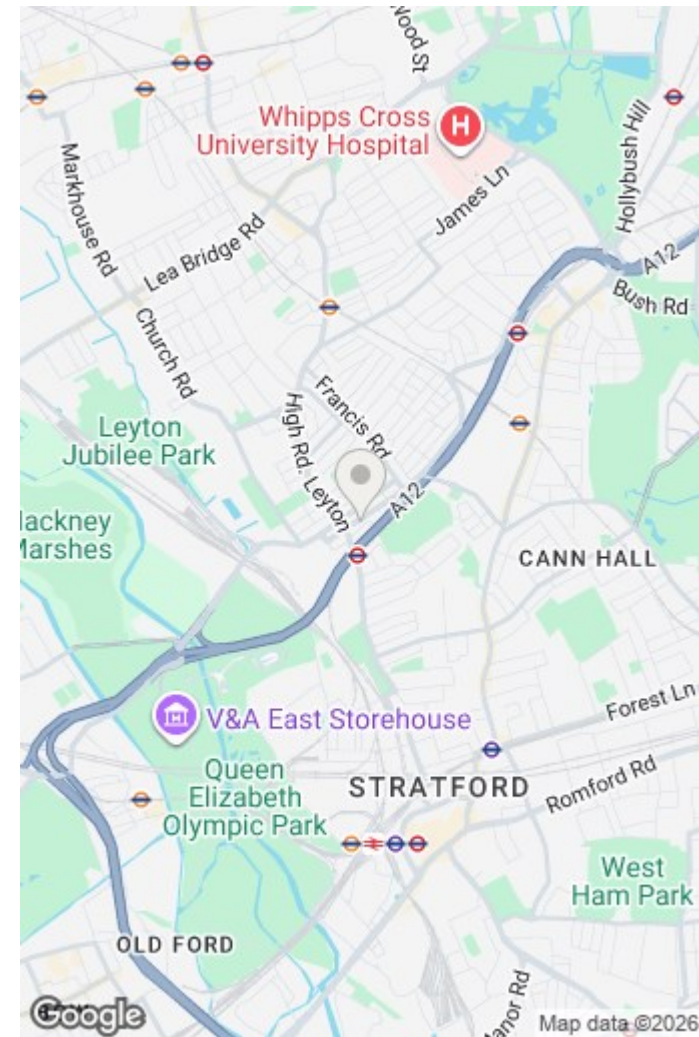 Wood St
Whipps Cross
University Hospital
H
Hollybush Hill
Markhouse Rd
James Ln
Lea Bridge Rd
A12
Bush Rd
Church Rd
Francis Rd
Leyton
Jubilee Park
High Rd. Leyton
A12
Hackney
Marshes
CANN HALL
Forest Ln
V&A East Storehouse
Queen
Elizabeth
Olympic Park
STRATFORD
Romford Rd
West
Ham Park
OLD FORD
Manor Rd
Google
Map data ©2026